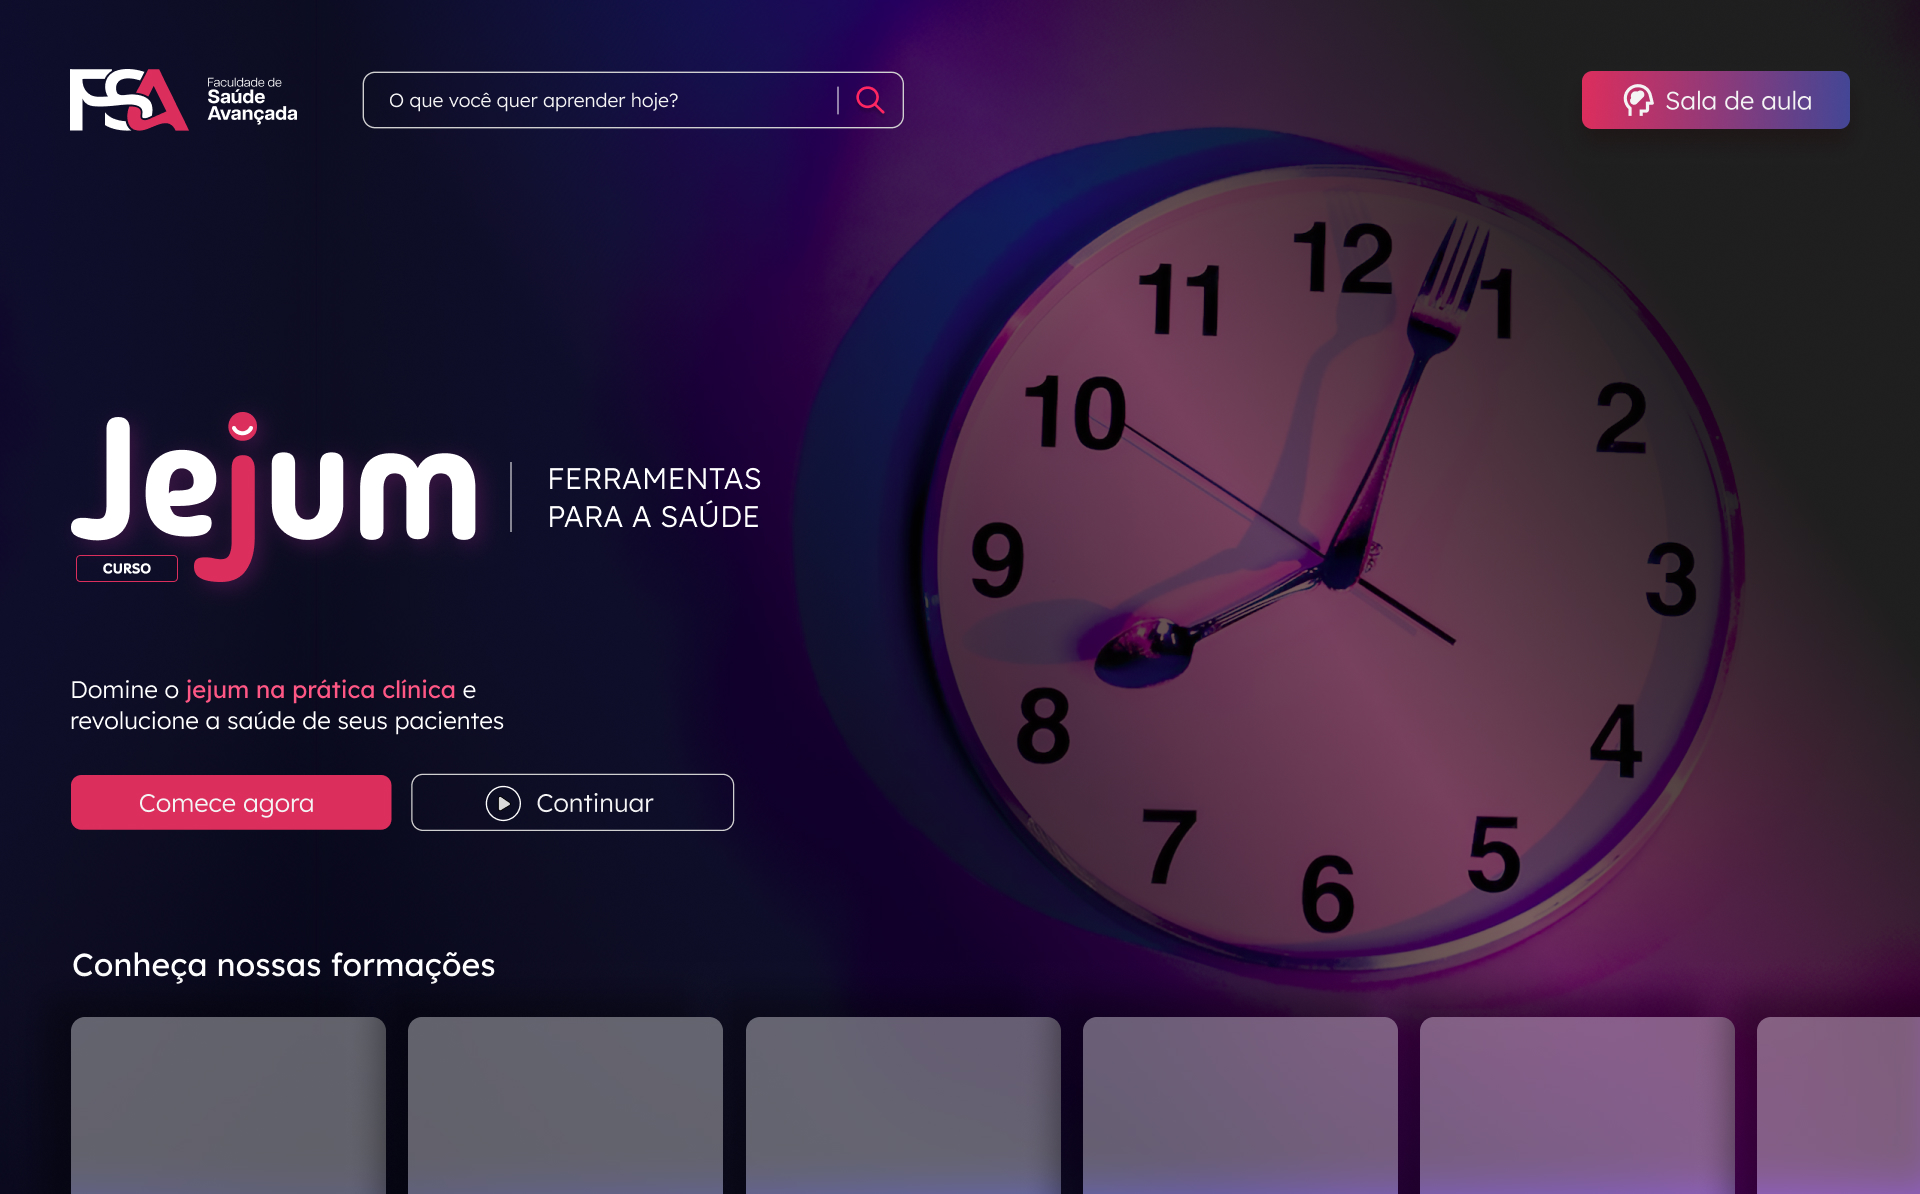 FSA
Faculdade de
Saúde
Avançada
O que você quer aprender hoje?
Sala de aula
Jejum
CURSO
FERRAMENTAS
PARA A SAÚDE
Domine o jejum na prática clínica e
revolucione a saúde de seus pacientes
Comece agora
Continuar
12
1
2
3
4
5
6
7
8
9
10
11
Conheça nossas formações